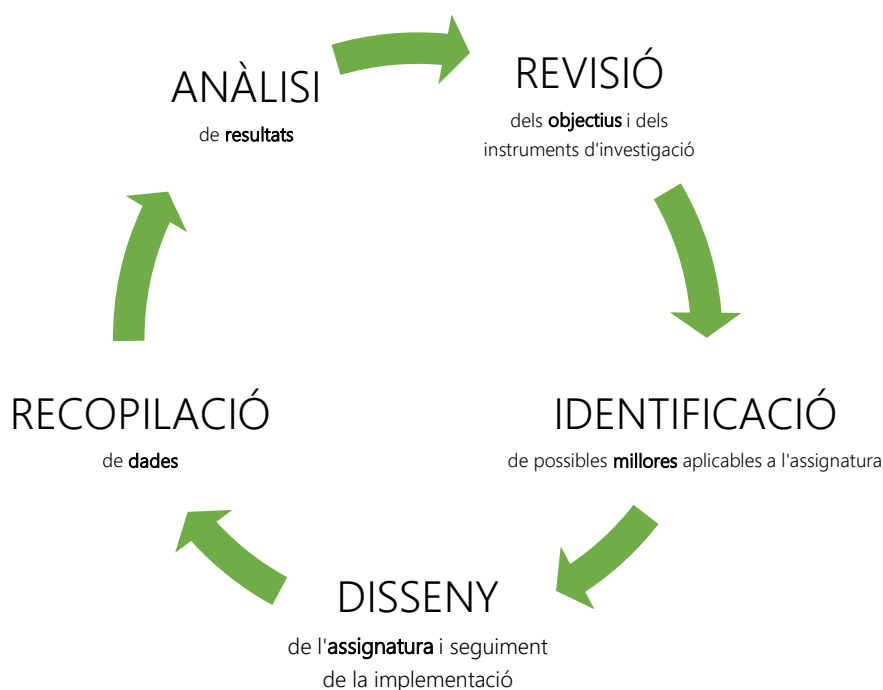 ANÀLISI
de resultats
REVISIÓ
dels objectius i dels
instruments d'investigació
IDENTIFICACIÓ
de possibles millores aplicables a l'assignatura
DISSENY
de l'assignatura i seguiment
de la implementació
RECOPILACIÓ
de dades